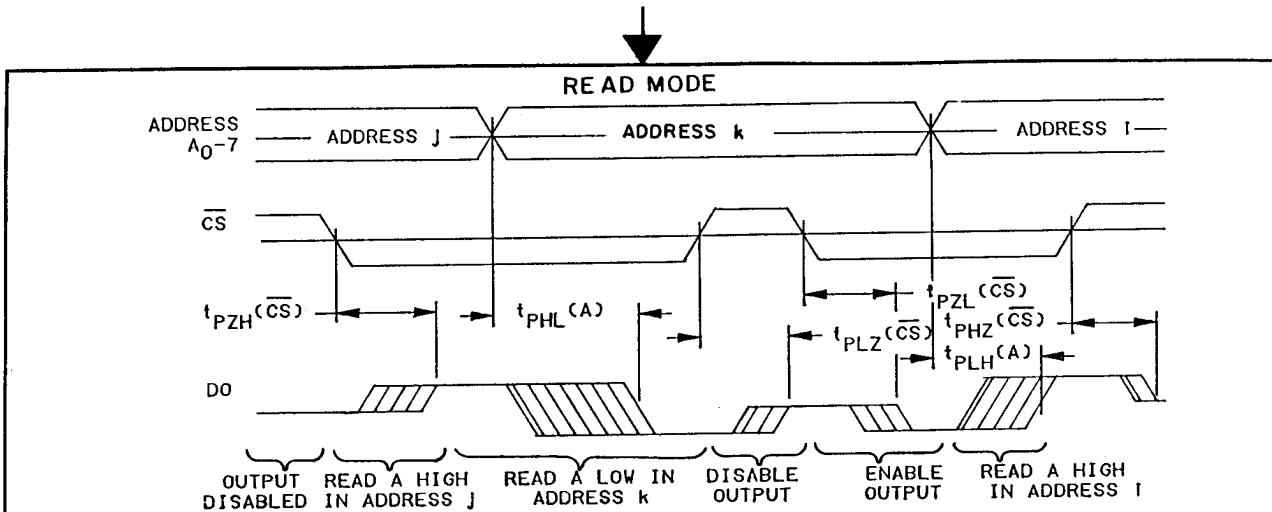 READ MODE
ADDRESS
A0-7
ADDRESS j
ADDRESS k
ADDRESS l
CS
tPZH(CS)
tPHL(A)
tPZL(CS)
tPLZ(CS)
tPHZ(CS)
tPLH(A)
DO
OUTPUT
DISABLED
READ A HIGH
IN ADDRESS j
READ A LOW IN
ADDRESS k
DISABLE
OUTPUT
ENABLE
OUTPUT
READ A HIGH
IN ADDRESS l